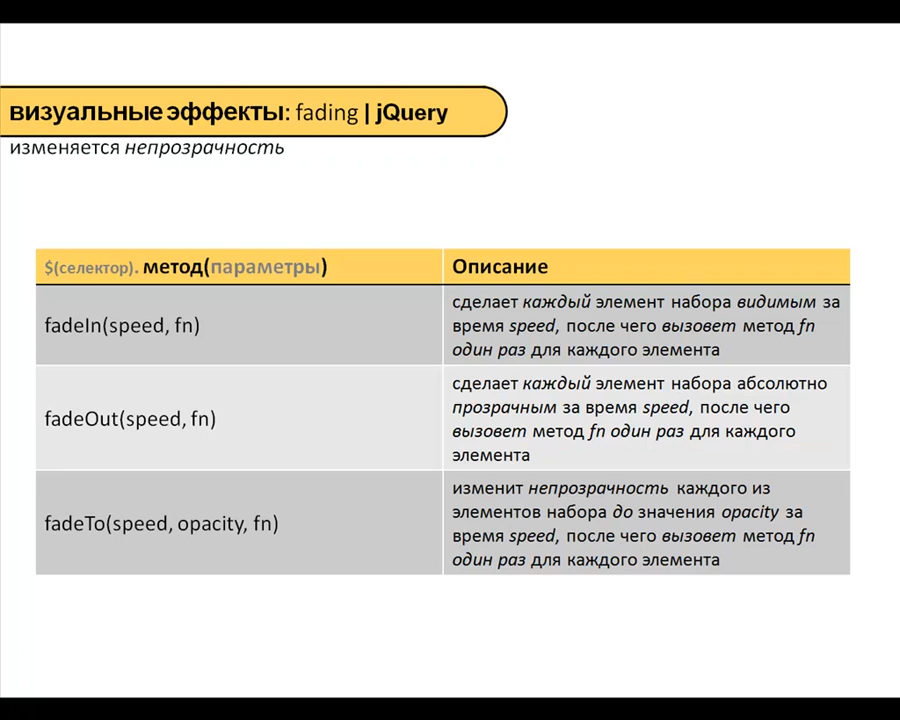 визуальные эффекты: fading | jQuery
изменяется непрозрачность
$(селектор). метод(параметры)
Описание
fadeIn(speed, fn)
сделает каждый элемент набора видимым за
время speed, после чего вызовет метод fn
один раз для каждого элемента
fadeOut(speed, fn)
сделает каждый элемент набора абсолютно
прозрачным за время speed, после чего
вызовет метод fn один раз для каждого
элемента
fadeTo(speed, opacity, fn)
изменит непрозрачность каждого из
элементов набора до значения opacity за
время speed, после чего вызовет метод fn
один раз для каждого элемента